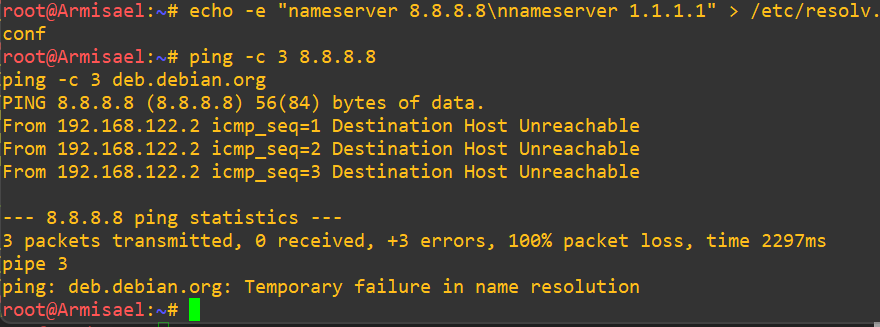 root@Armisael:~# echo -e "nameserver 8.8.8.8\nnameserver 1.1.1.1" > /etc/resolv.
conf
root@Armisael:~# ping -c 3 8.8.8.8
ping -c 3 deb.debian.org
PING 8.8.8.8 (8.8.8.8) 56(84) bytes of data.
From 192.168.122.2 icmp_seq=1 Destination Host Unreachable
From 192.168.122.2 icmp_seq=2 Destination Host Unreachable
From 192.168.122.2 icmp_seq=3 Destination Host Unreachable

--- 8.8.8.8 ping statistics ---
3 packets transmitted, 0 received, +3 errors, 100% packet loss, time 2297ms
pipe 3
ping: deb.debian.org: Temporary failure in name resolution
root@Armisael:~#